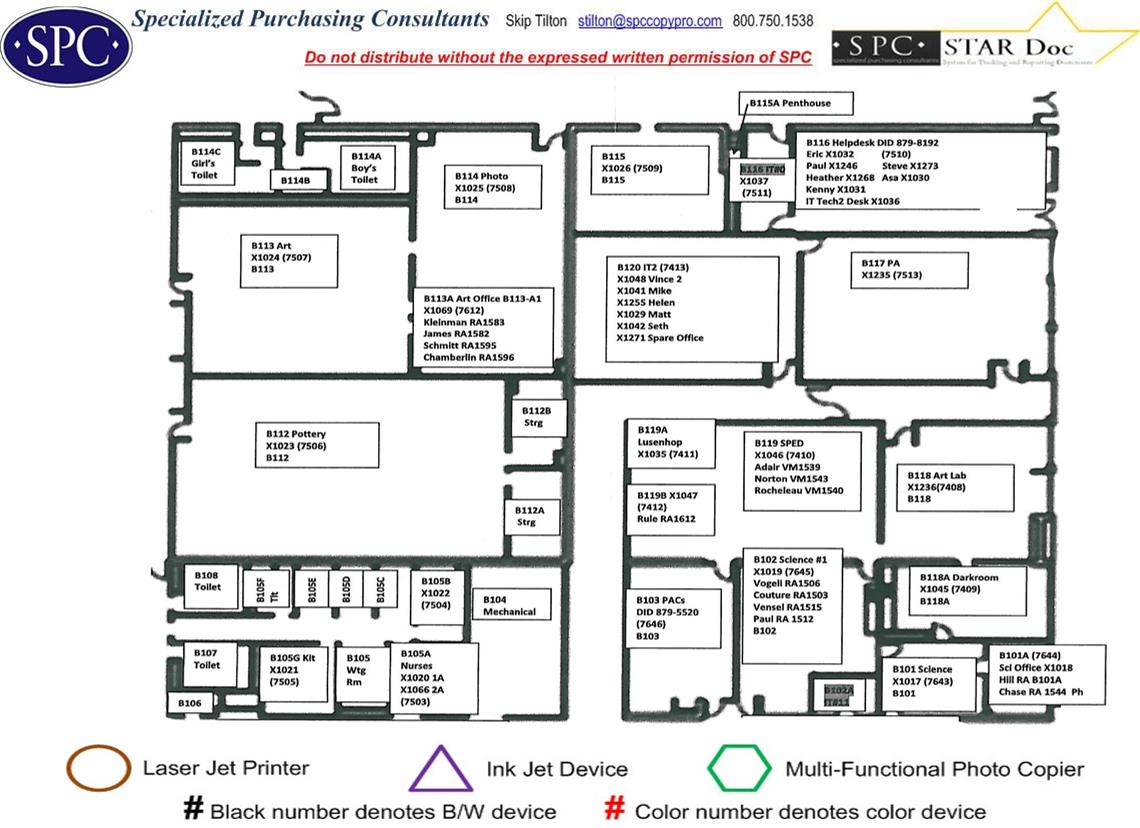 SPC
Specialized Purchasing Consultants Skip Tilton stilton@spccopypro.com 800.750.1538
Do not distribute without the expressed written permission of SPC
· S P C · STAR Doc
specialized purchasing consultants System for Tracking and Reporting Documents
B115A Penthouse
B114C
Girl's
Toilet
B114B
B114A
Boy's
Toilet
B114 Photo
X1025 (7508)
B114
B115
X1026 (7509)
B115
B116 IT#0
X1037
(7511)
B116 Helpdesk DID 879-8192
Eric X1032 (7510)
Paul X1246 Steve X1273
Heather X1268 Asa X1030
Kenny X1031
IT Tech2 Desk X1036
B113 Art
X1024 (7507)
B113
B113A Art Office B113-A1
X1069 (7612)
Kleinman RA1583
James RA1582
Schmitt RA1595
Chamberlin RA1596
B120 IT2 (7413)
X1048 Vince 2
X1041 Mike
X1255 Helen
X1029 Matt
X1042 Seth
X1271 Spare Office
B117 PA
X1235 (7513)
B112 Pottery
X1023 (7506)
B112
B112B
Strg
B112A
Strg
B119A
Lusenhop
X1035 (7411)
B119B X1047
(7412)
Rule RA1612
B119 SPED
X1046 (7410)
Adair VM1539
Norton VM1543
Rocheleau VM1540
B118 Art Lab
X1236(7408)
B118
B108
Toilet
B105F
Tlt
B105E
B105D
B105C
B105B
X1022
(7504)
B104
Mechanical
B103 PACs
DID 879-5520
(7646)
B103
B102 Science #1
X1019 (7645)
Vogell RA1506
Couture RA1503
Vensel RA1515
Paul RA 1512
B102
B118A Darkroom
X1045 (7409)
B118A
B107
Toilet
B106
B105G Kit
X1021
(7505)
B105
Wtg
Rm
B105A
Nurses
X1020 1A
X1066 2A
(7503)
B102A
IT#11
B101 Science
X1017 (7643)
B101
B101A (7644)
Sci Office X1018
Hill RA B101A
Chase RA 1544 Ph
Laser Jet Printer Ink Jet Device Multi-Functional Photo Copier
# Black number denotes B/W device # Color number denotes color device